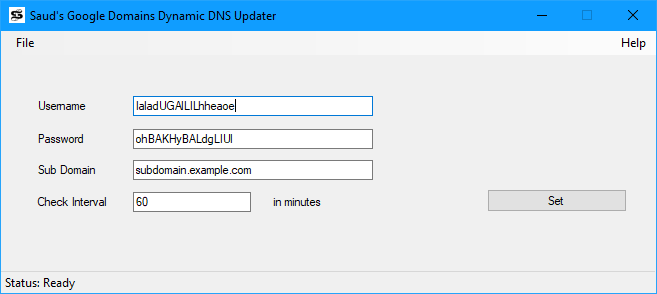 Saud's Google Domains Dynamic DNS Updater
File Help
Username laladUGAILILhheaoe
Password ohBAKHyBALdgLIUI
Sub Domain subdomain.example.com
Check Interval 60 in minutes Set
Status: Ready